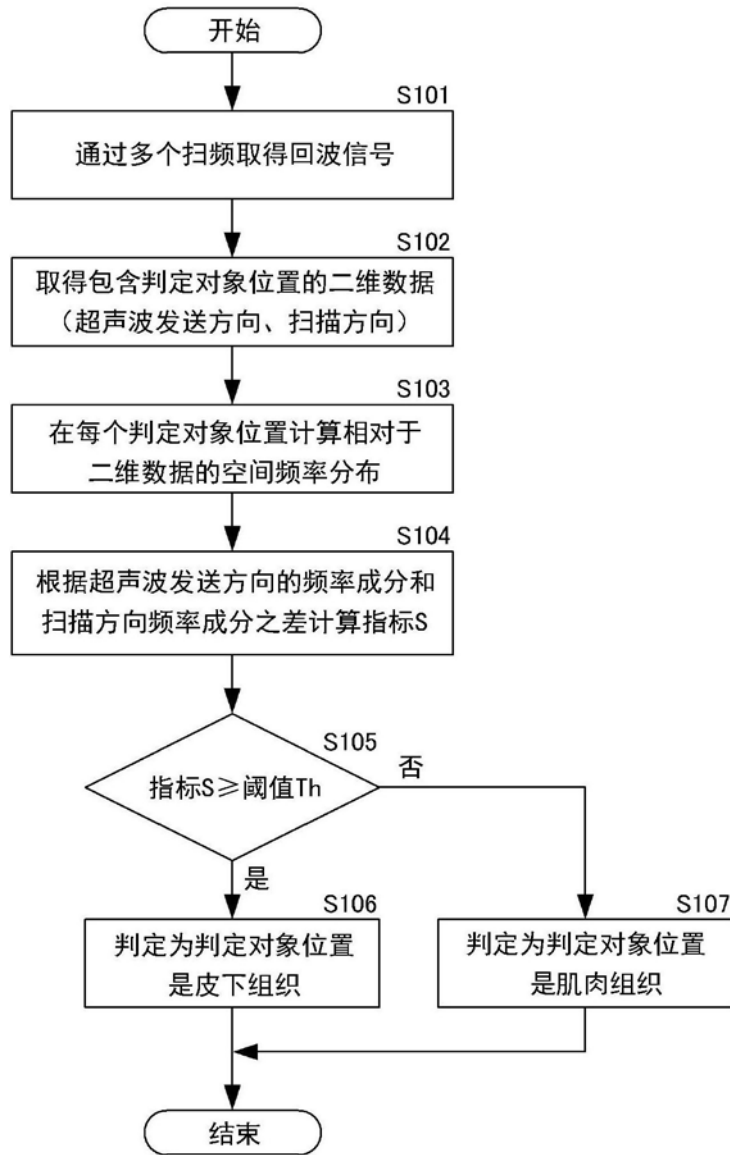 开始
S101
通过多个扫频取得回波信号
S102
取得包含判定对象位置的二维数据
（超声波发送方向、扫描方向）
S103
在每个判定对象位置计算相对于
二维数据的空间频率分布
S104
根据超声波发送方向的频率成分和
扫描方向频率成分之差计算指标S
S105
指标S≥阈值Th
否
是
S106
判定为判定对象位置
是皮下组织
S107
判定为判定对象位置
是肌肉组织
结束